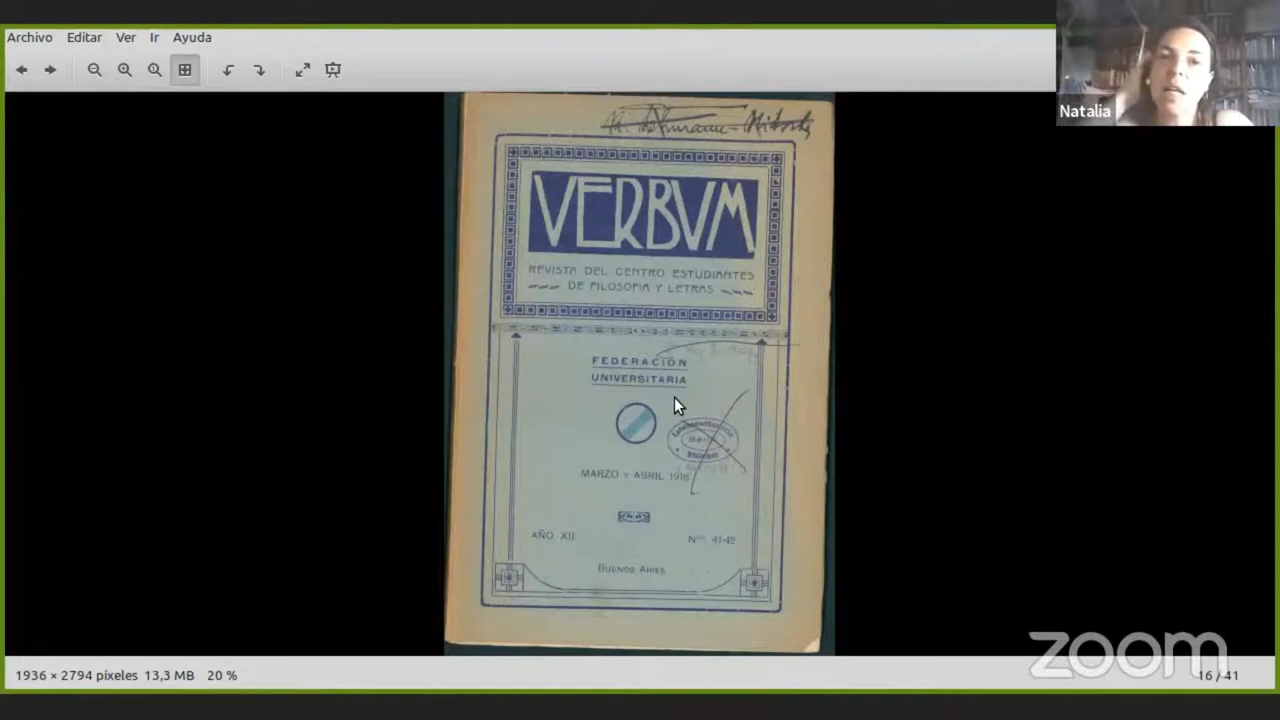 Archivo Editar Ver Ir Ayuda
Natalia
VERBVM
REVISTA DEL CENTRO ESTUDIANTES
DE FILOSOFIA Y LETRAS
FEDERACION
UNIVERSITARIA
Bibliothek
MARZO Y ABRIL 1918
AÑO XII
Nos. 41-42
BUENOS AIRES
zoom
1936 × 2794 píxeles 13,3 MB 20 %
16 / 41